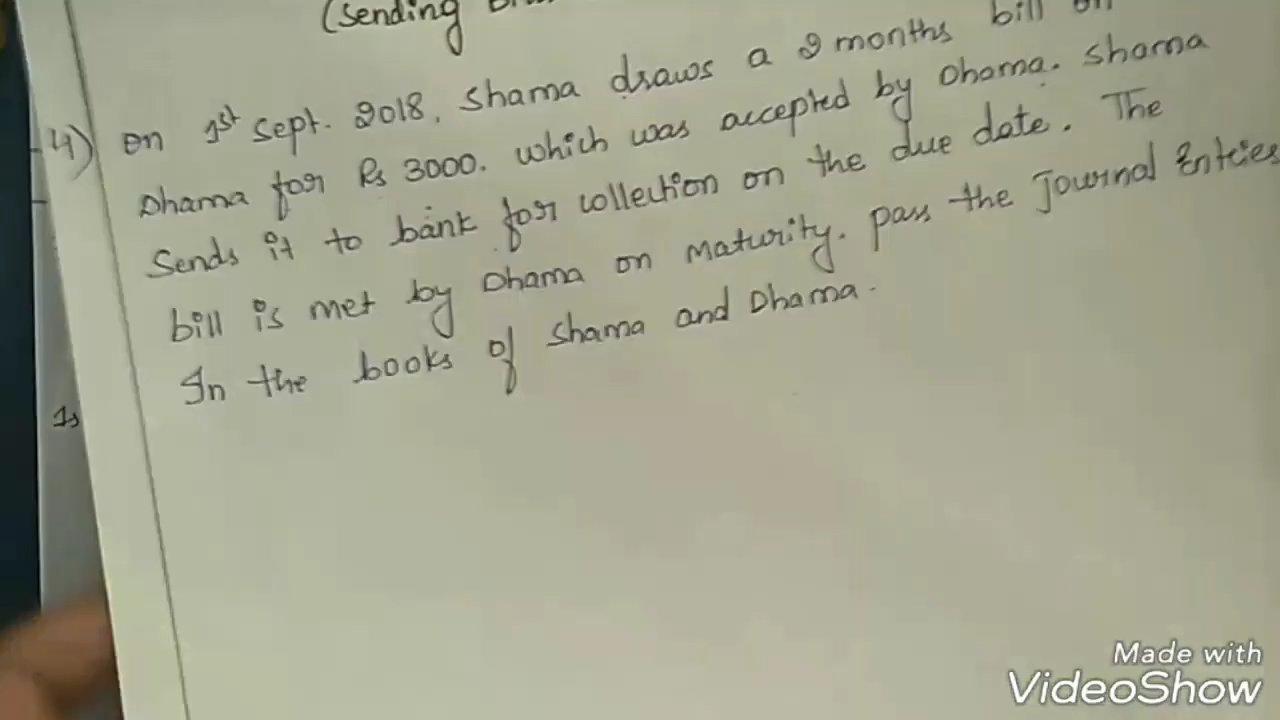 (Sending
4) On 1st Sept. 2018, Shama draws a 2 months bill on
Dhama for Rs 3000. which was accepted by Dhama. Shama
Sends it to bank for collection on the due date. The
bill is met by Dhama on Maturity. pass the Journal Entries
In the books of Shama and Dhama.
Made with
VideoShow